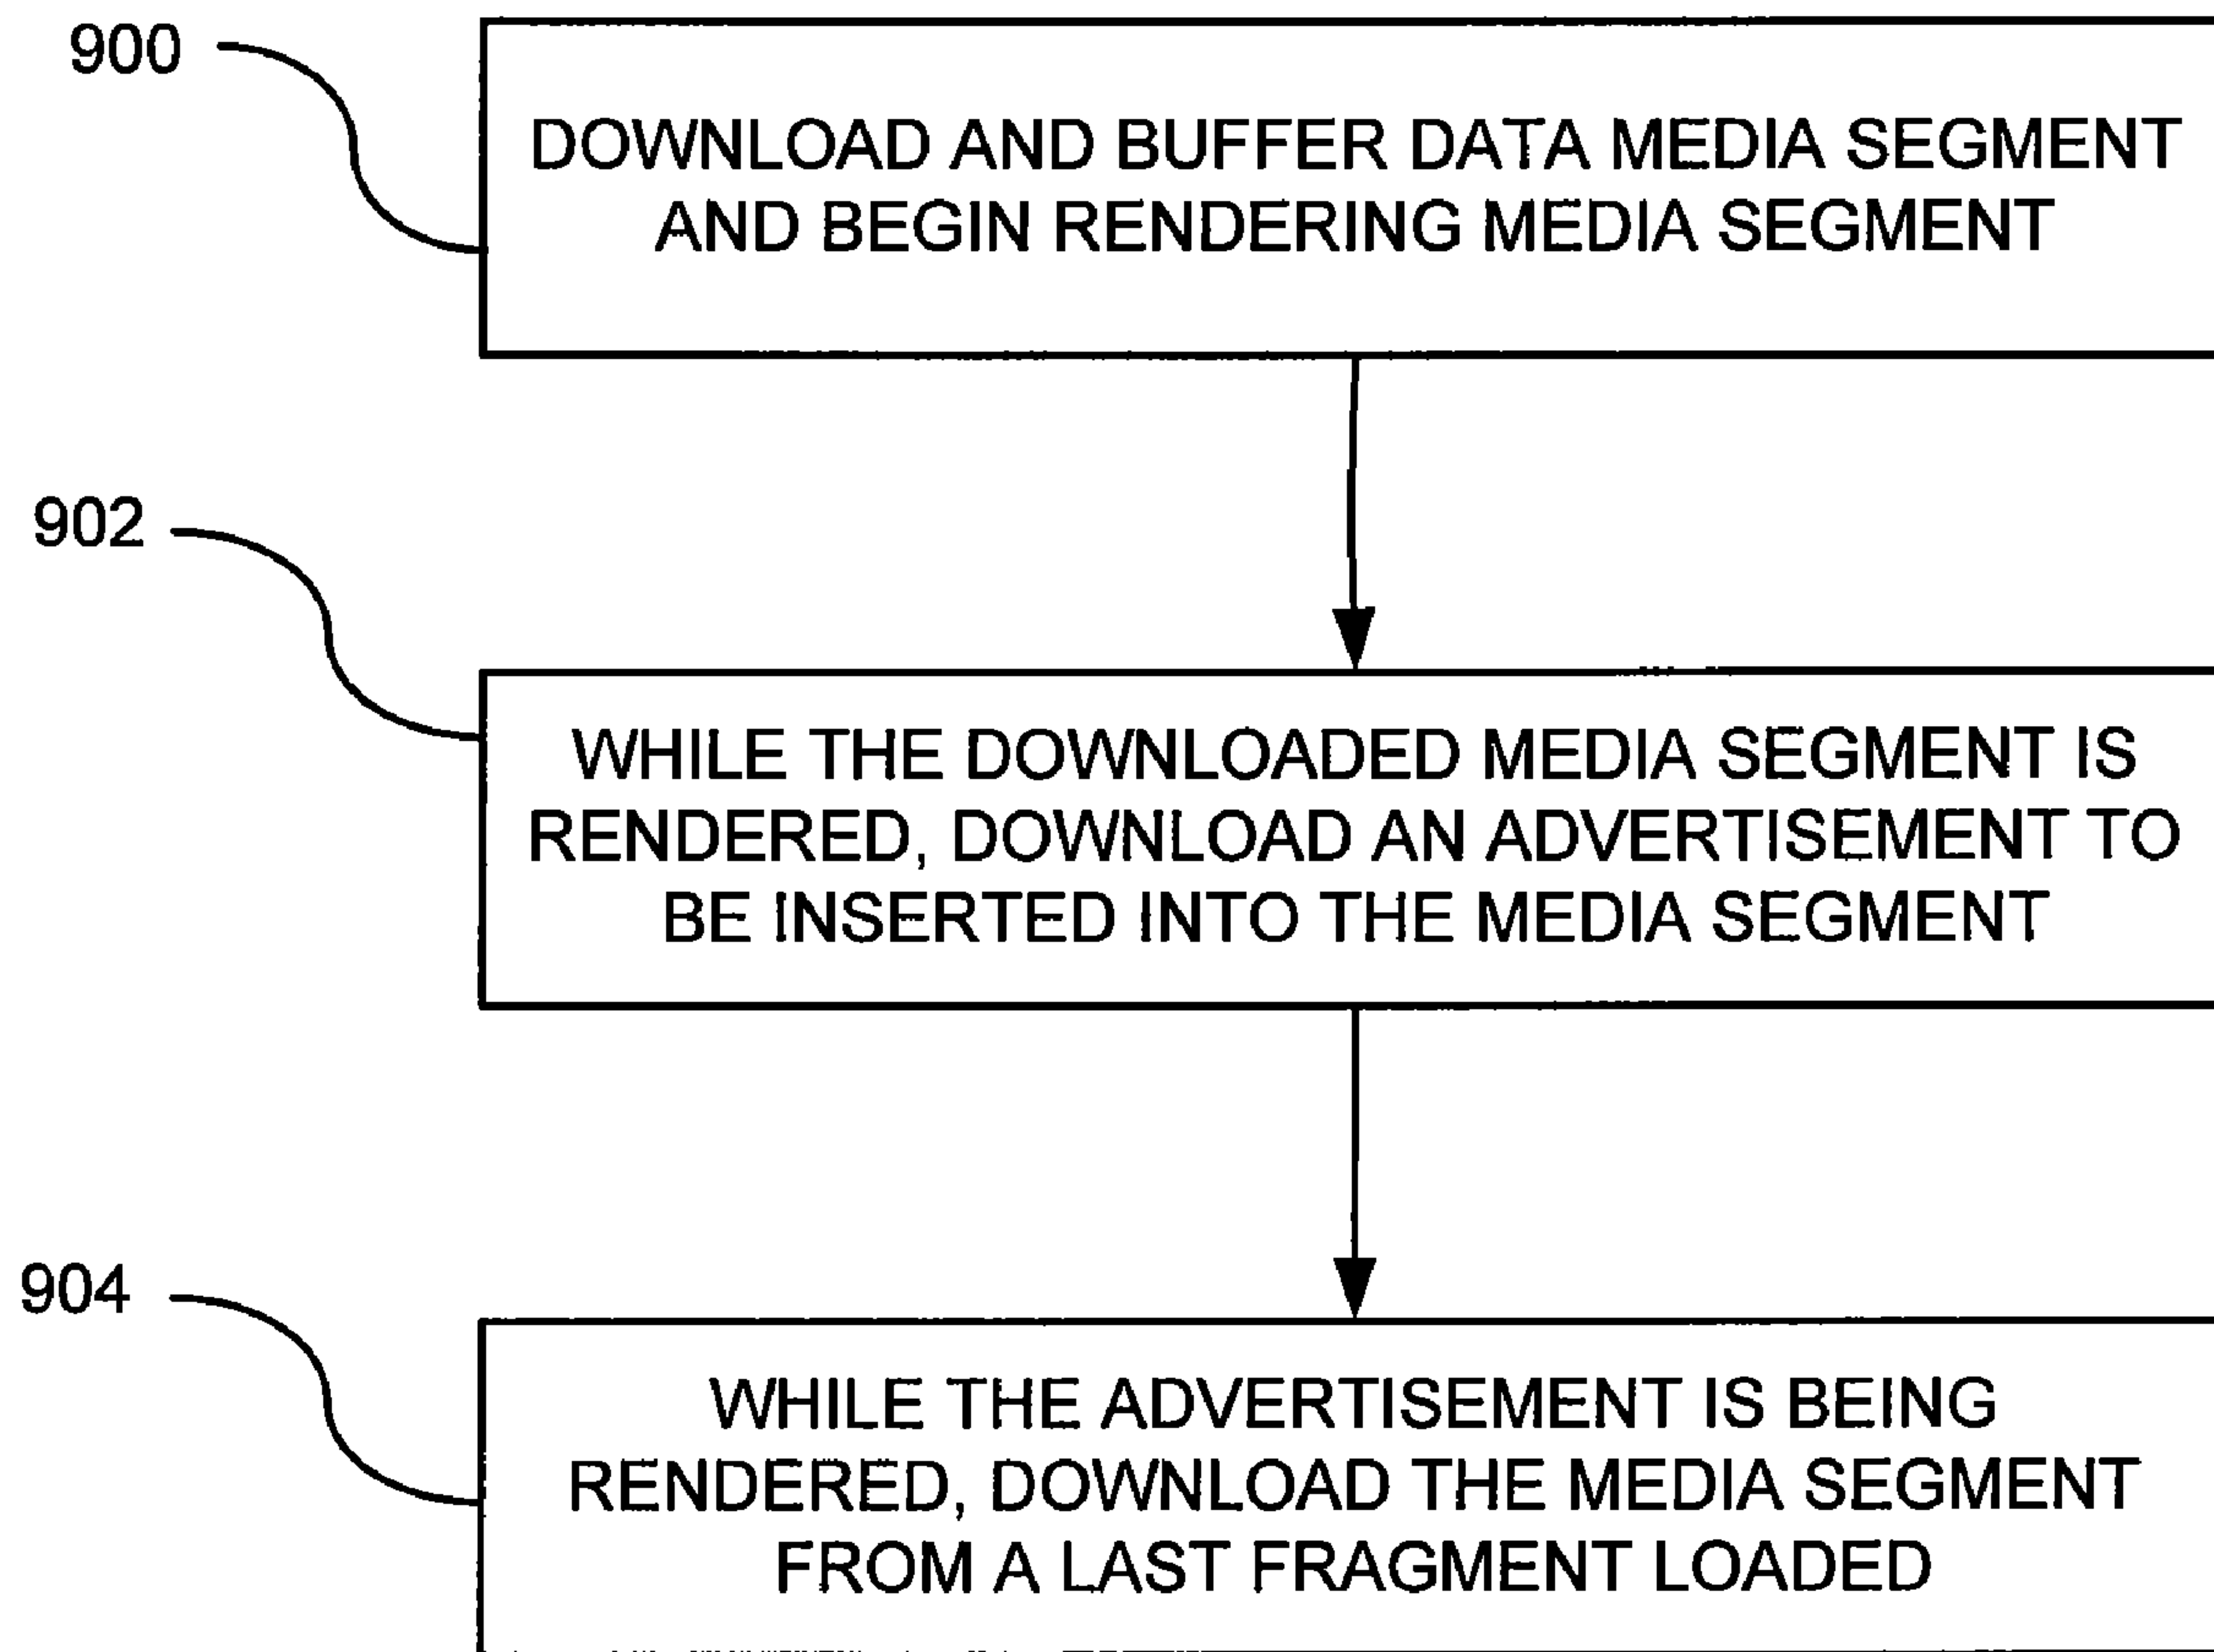 900
DOWNLOAD AND BUFFER DATA MEDIA SEGMENT
AND BEGIN RENDERING MEDIA SEGMENT
902
WHILE THE DOWNLOADED MEDIA SEGMENT IS
RENDERED, DOWNLOAD AN ADVERTISEMENT TO
BE INSERTED INTO THE MEDIA SEGMENT
904
WHILE THE ADVERTISEMENT IS BEING
RENDERED, DOWNLOAD THE MEDIA SEGMENT
FROM A LAST FRAGMENT LOADED